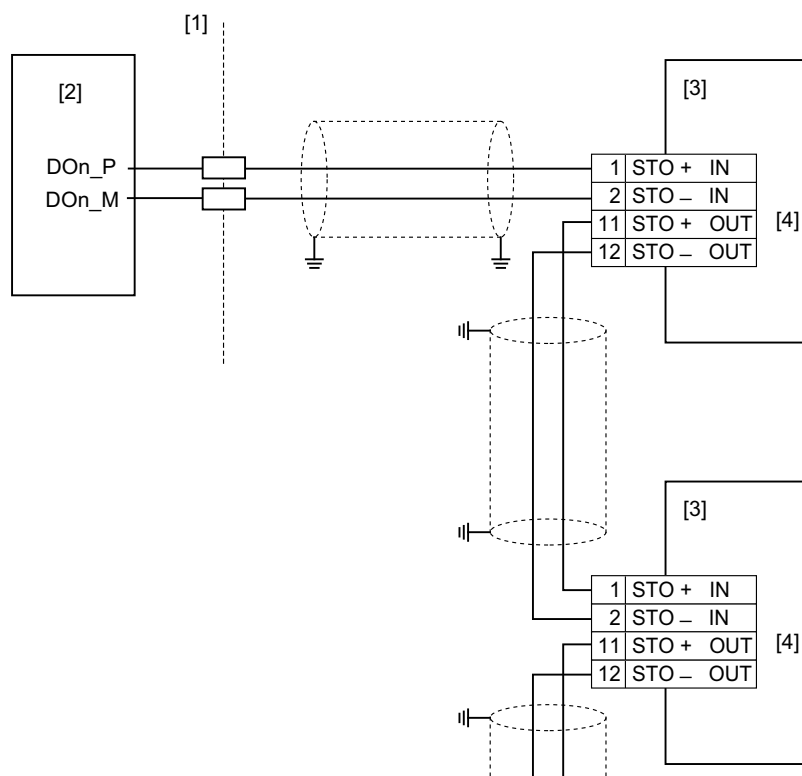 [1]
[2]
[3]
DOn_P
DOn_M
1 STO + IN
2 STO – IN
11 STO + OUT
12 STO – OUT
[4]
[3]
1 STO + IN
2 STO – IN
11 STO + OUT
12 STO – OUT
[4]